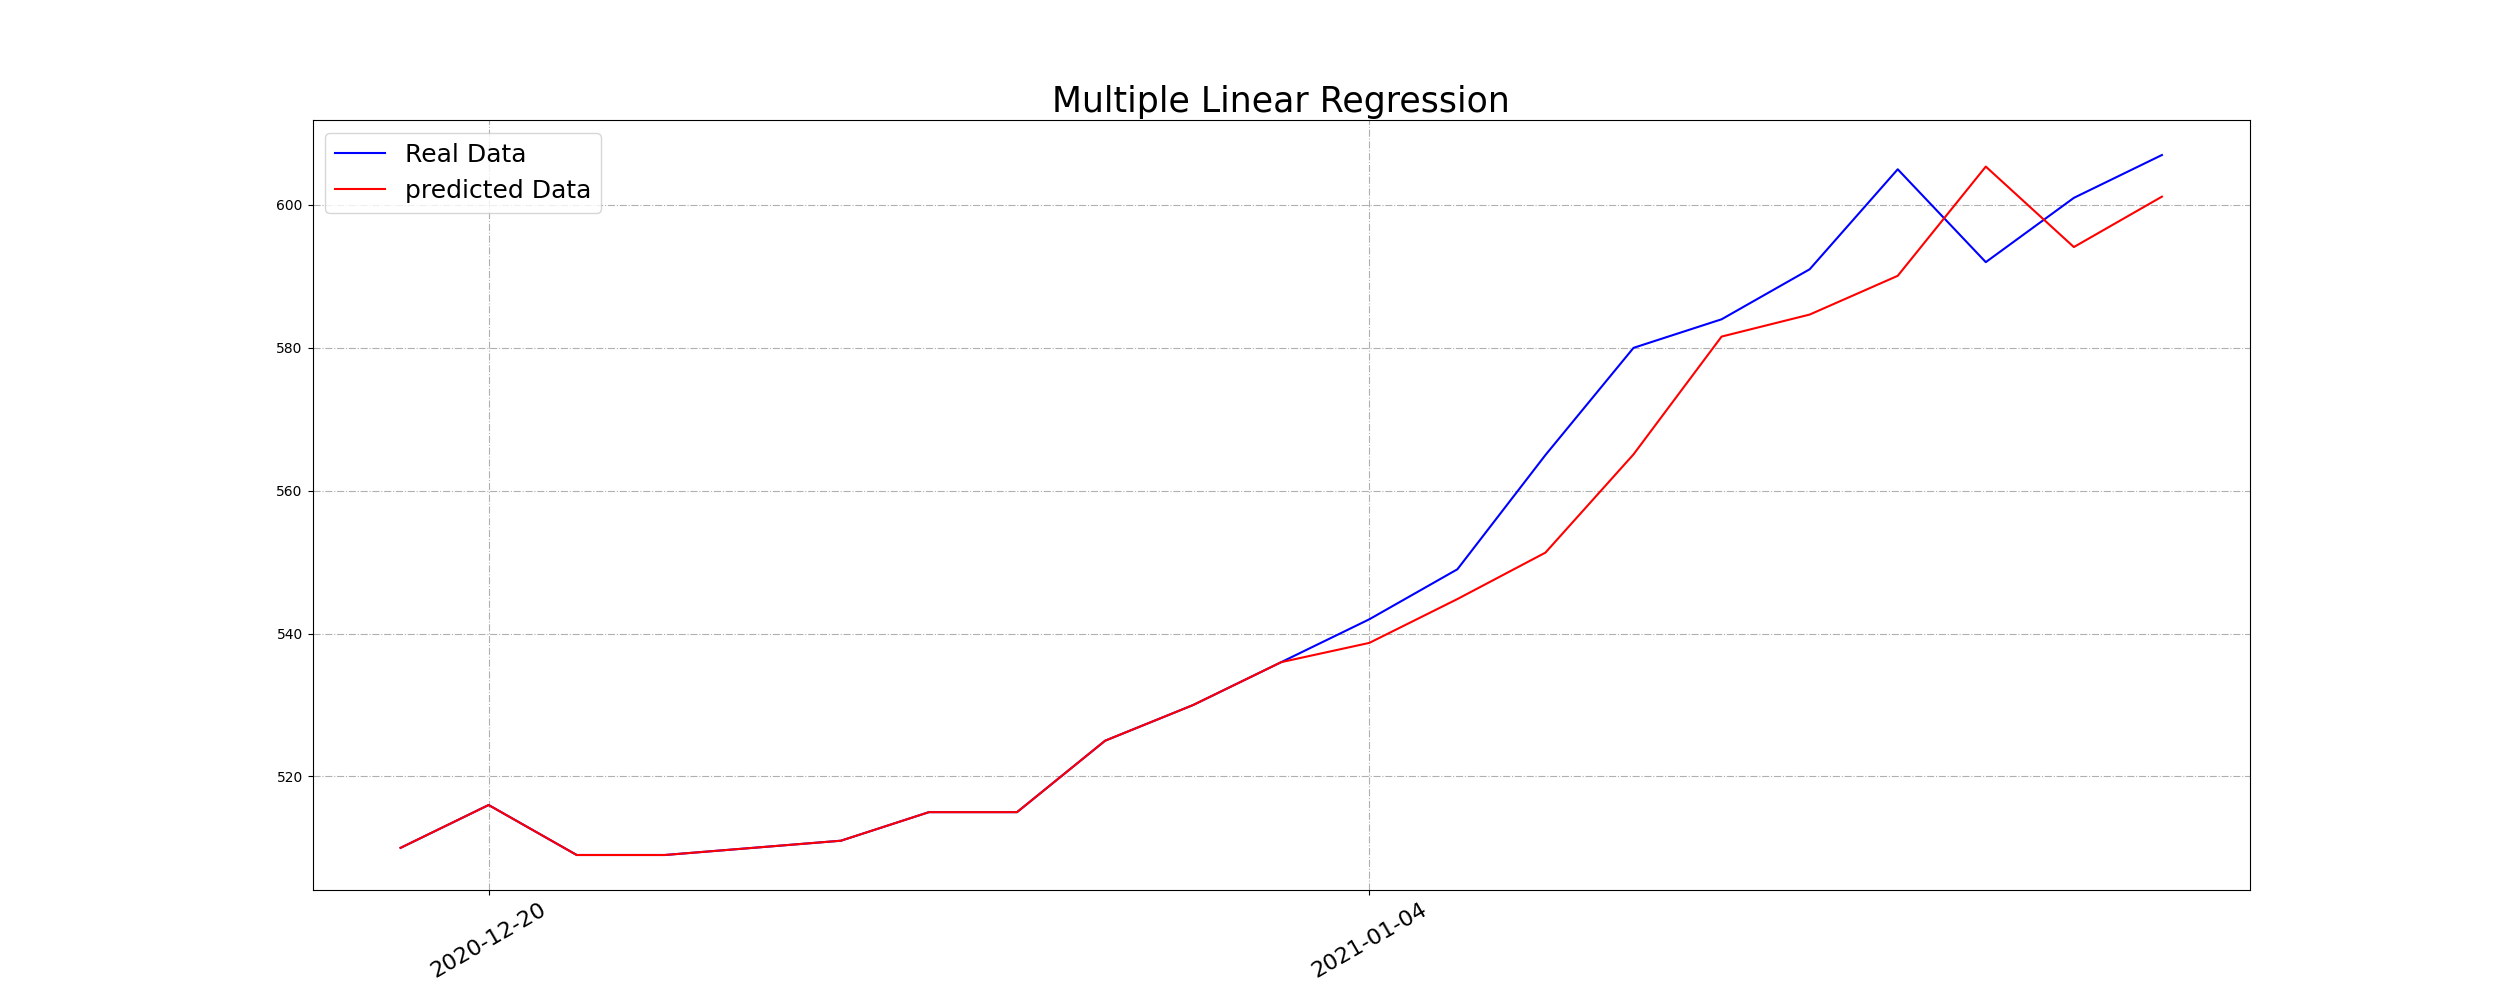 Multiple Linear Regression
Real Data
predicted Data
600
580
560
540
520
2020-12-20
2021-01-04